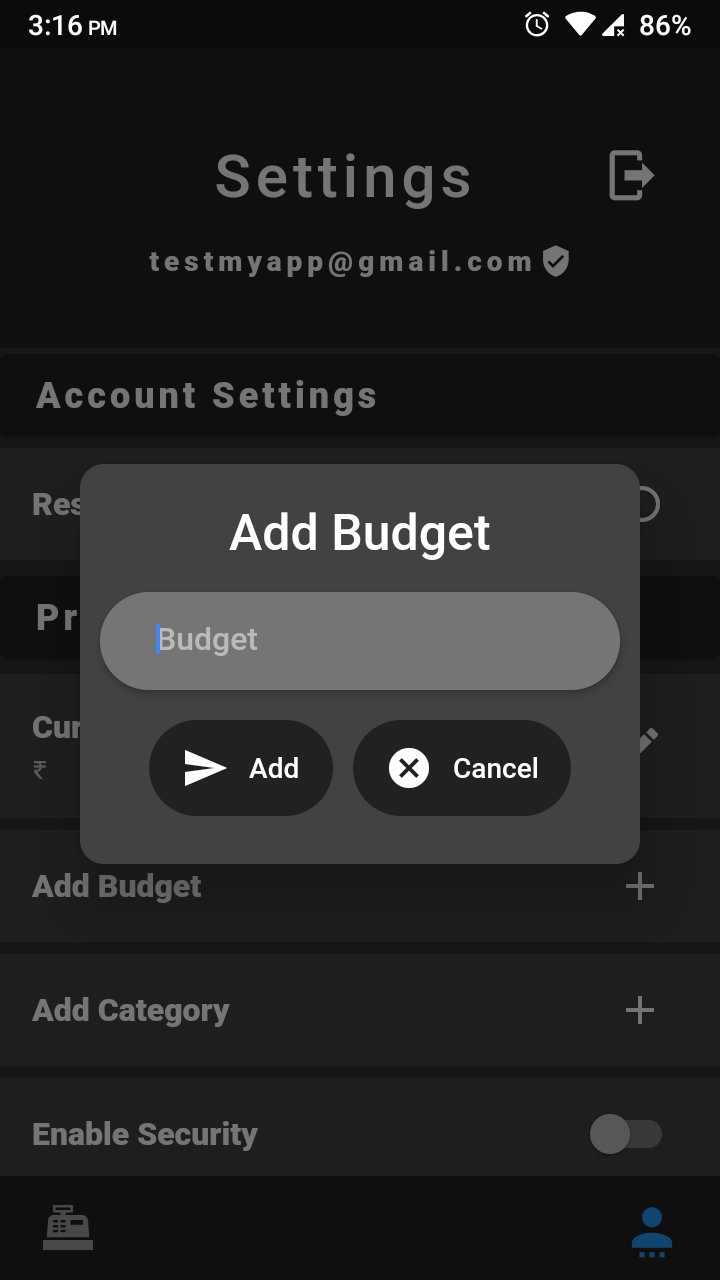 3:16 PM 86%
Settings
testmyapp@gmail.com
Account Settings
Res
Add Budget
Pr
Budget
Cur
₹
Add Cancel
Add Budget
Add Category
Enable Security